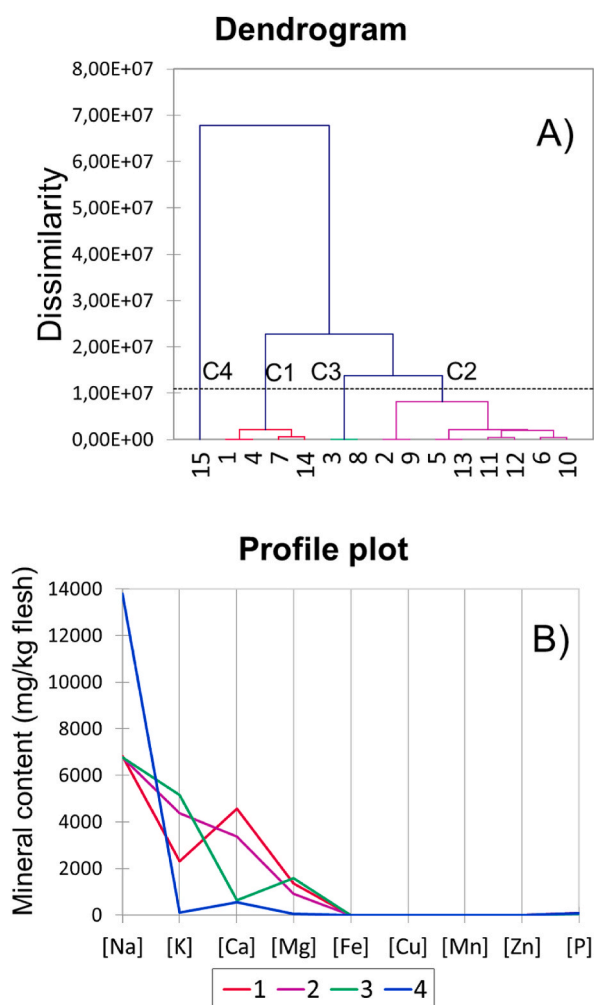 Dendrogram
8,00E+07
7,00E+07
6,00E+07
5,00E+07
4,00E+07
3,00E+07
2,00E+07
1,00E+07
0,00E+00
Dissimilarity
A)
C4 C1 C3 C2
15 1 4 7 14 3 8 2 9 5 13 11 12 6 10
Profile plot
14000
12000
10000
8000
6000
4000
2000
0
Mineral content (mg/kg flesh)
B)
[Na] [K] [Ca] [Mg] [Fe] [Cu] [Mn] [Zn] [P]
1 2 3 4